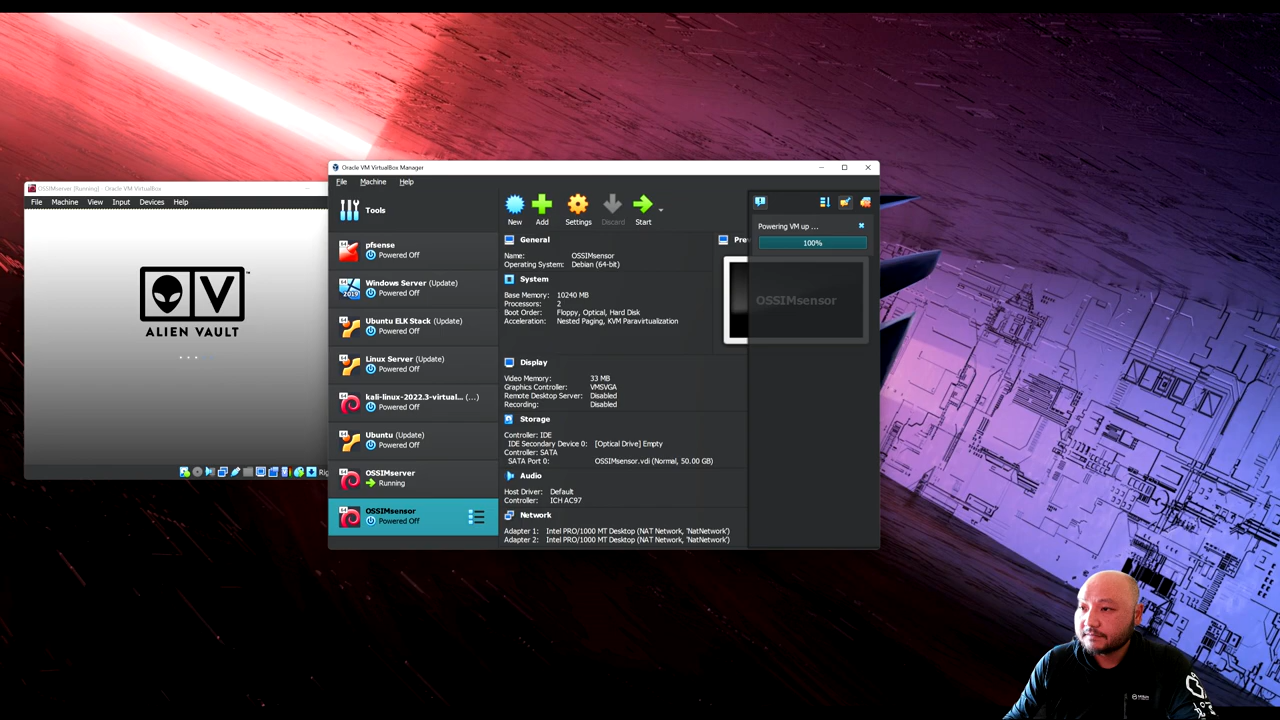 OSSIMserver [Running] - Oracle VM VirtualBox
File Machine View Input Devices Help
ALIEN VAULT
Oracle VM VirtualBox Manager
File Machine Help
Tools
New Add Settings Discard Start
pfsense
Powered Off
Windows Server (Update)
2019
Powered Off
Ubuntu ELK Stack (Update)
Powered Off
Linux Server (Update)
Powered Off
kali-linux-2022.3-virtual... (...)
Powered Off
Ubuntu (Update)
Powered Off
OSSIMserver
Running
OSSIMsensor
Powered Off
General
Name: OSSIMsensor
Operating System: Debian (64-bit)
System
Base Memory: 10240 MB
Processors: 2
Boot Order: Floppy, Optical, Hard Disk
Acceleration: Nested Paging, KVM Paravirtualization
Display
Video Memory: 33 MB
Graphics Controller: VMSVGA
Remote Desktop Server: Disabled
Recording: Disabled
Storage
Controller: IDE
IDE Secondary Device 0: [Optical Drive] Empty
Controller: SATA
SATA Port 0: OSSIMsensor.vdi (Normal, 50.00 GB)
Audio
Host Driver: Default
Controller: ICH AC97
Network
Adapter 1: Intel PRO/1000 MT Desktop (NAT Network, 'NatNetwork')
Adapter 2: Intel PRO/1000 MT Desktop (NAT Network, 'NatNetwork')
Pre
Powering VM up ...
100%
OSSIMsensor